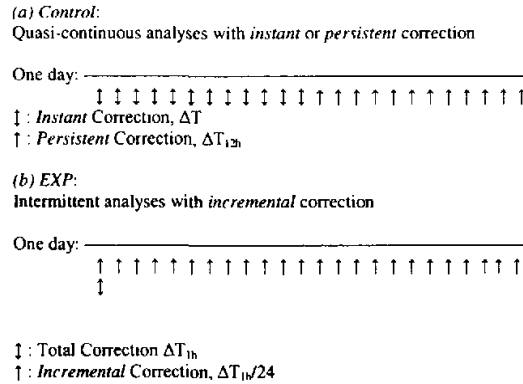 (a) Control:
Quasi-continuous analyses with instant or persistent correction
One day:
↕ ↕ ↕ ↕ ↕ ↕ ↕ ↕ ↕ ↕ ↕ ↕ ↑ ↑ ↑ ↑ ↑ ↑ ↑ ↑ ↑ ↑ ↑ ↑
↕ : Instant Correction, ΔT
↑ : Persistent Correction, ΔT12h
(b) EXP:
Intermittent analyses with incremental correction
One day:
↑ ↑ ↑ ↑ ↑ ↑ ↑ ↑ ↑ ↑ ↑ ↑ ↑ ↑ ↑ ↑ ↑ ↑ ↑ ↑ ↑ ↑ ↑ ↑
↕
↕ : Total Correction ΔT1h
↑ : Incremental Correction, ΔT1h/24